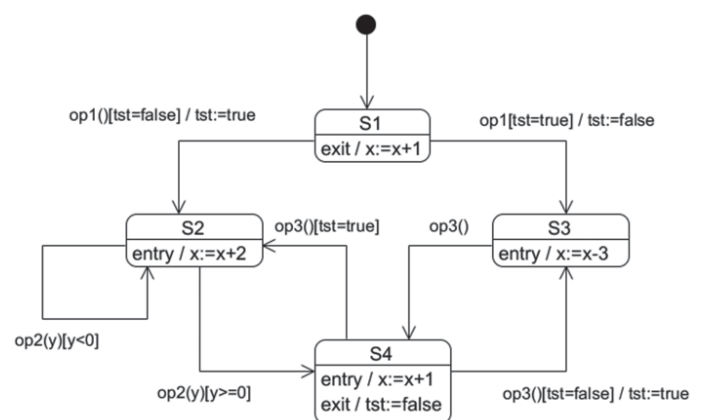 op1()[tst=false] / tst:=true
S1
exit / x:=x+1
op1[tst=true] / tst:=false
S2
entry / x:=x+2
op3()[tst=true]
op3()
S3
entry / x:=x-3
op2(y)[y<0]
op2(y)[y>=0]
S4
entry / x:=x+1
exit / tst:=false
op3()[tst=false] / tst:=true